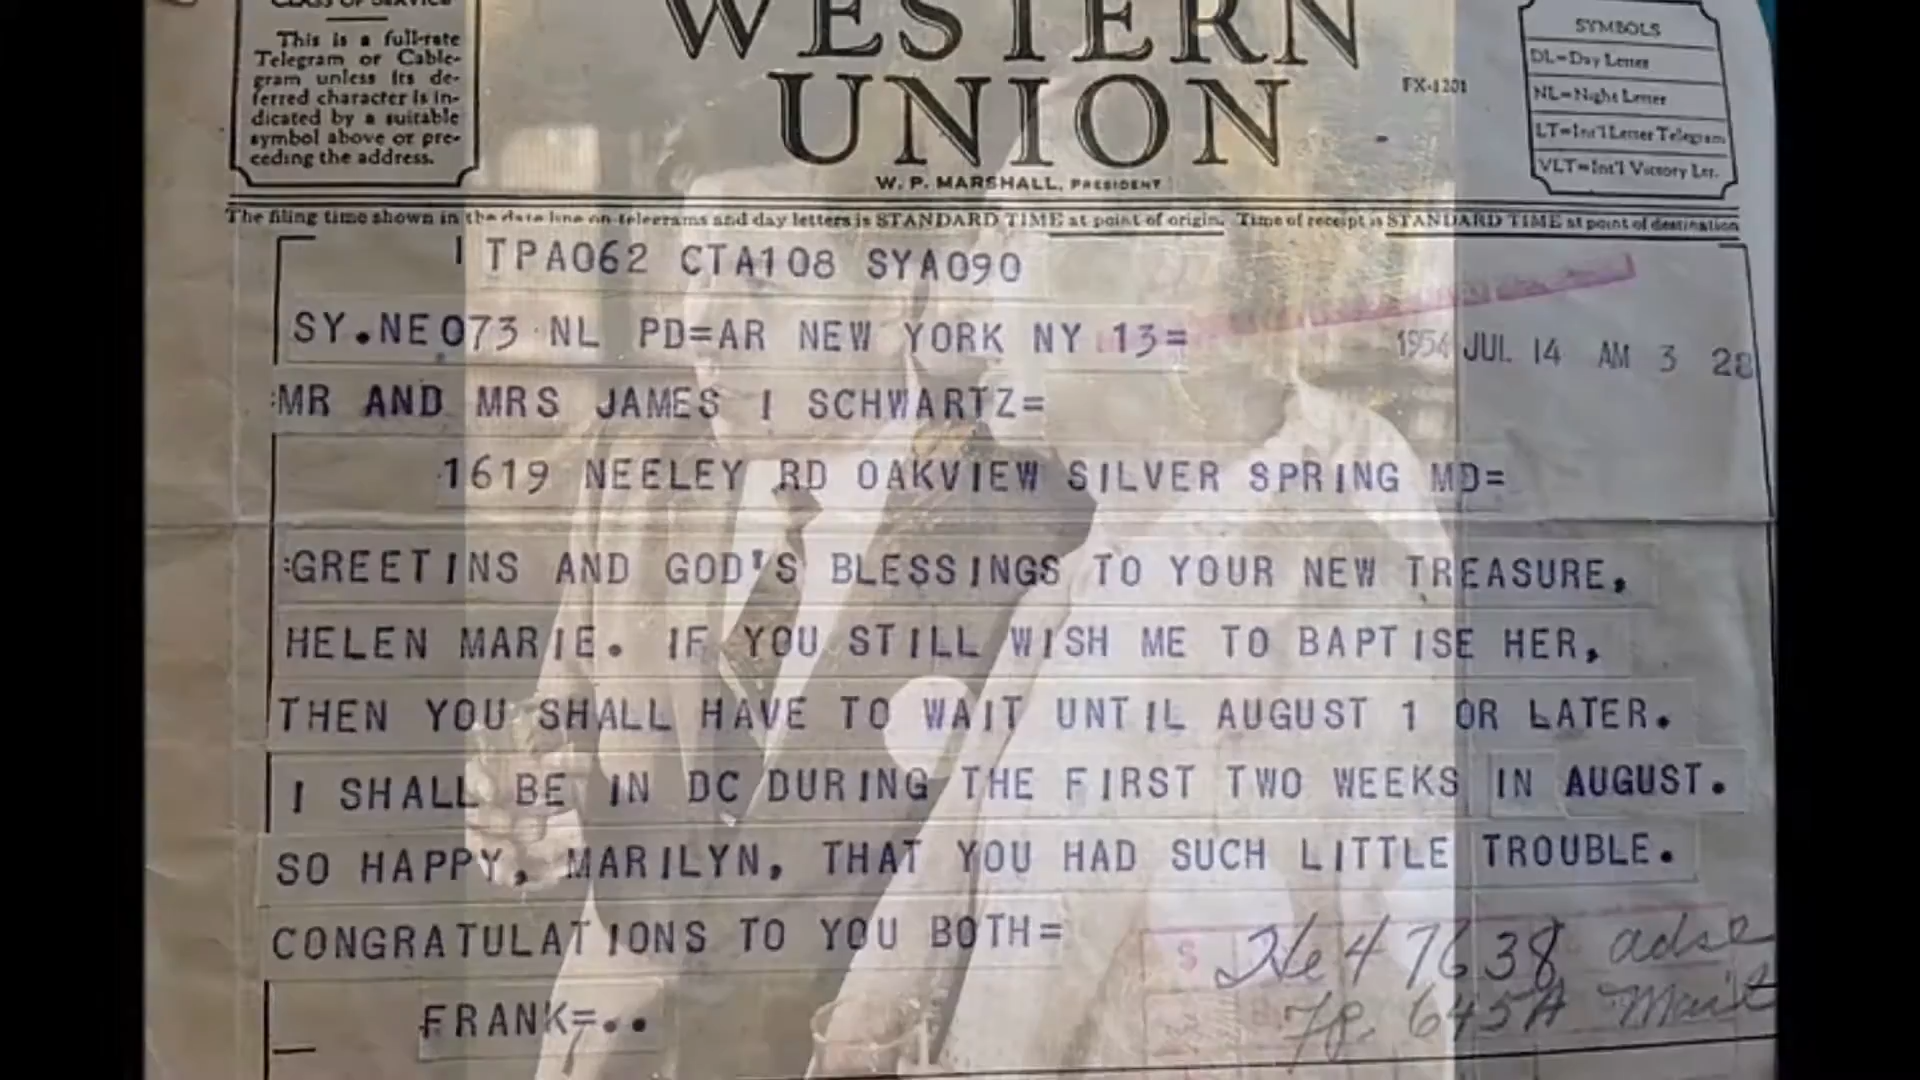 CLASS OF SERVICE
This is a full-rate
Telegram or Cable-
gram unless its de-
ferred character is in-
dicated by a suitable
symbol above or pre-
ceding the address.
WESTERN
UNION
W. P. MARSHALL, PRESIDENT
FX-1201
SYMBOLS
DL=Day Letter
NL=Night Letter
LT=Int'l Letter Telegram
VLT=Int'l Victory Ltr.
The filing time shown in the date line on telegrams and day letters is STANDARD TIME at point of origin. Time of receipt is STANDARD TIME at point of destination
TPA062 CTA108 SYA090
SY.NE073 NL PD=AR NEW YORK NY 13=
1954 JUL 14 AM 3 28
:MR AND MRS JAMES I SCHWARTZ=
1619 NEELEY RD OAKVIEW SILVER SPRING MD=
:GREETINS AND GOD'S BLESSINGS TO YOUR NEW TREASURE,
HELEN MARIE. IF YOU STILL WISH ME TO BAPTISE HER,
THEN YOU SHALL HAVE TO WAIT UNTIL AUGUST 1 OR LATER.
I SHALL BE IN DC DURING THE FIRST TWO WEEKS IN AUGUST.
SO HAPPY, MARILYN, THAT YOU HAD SUCH LITTLE TROUBLE.
CONGRATULATIONS TO YOU BOTH=
FRANK=..
47638
645A